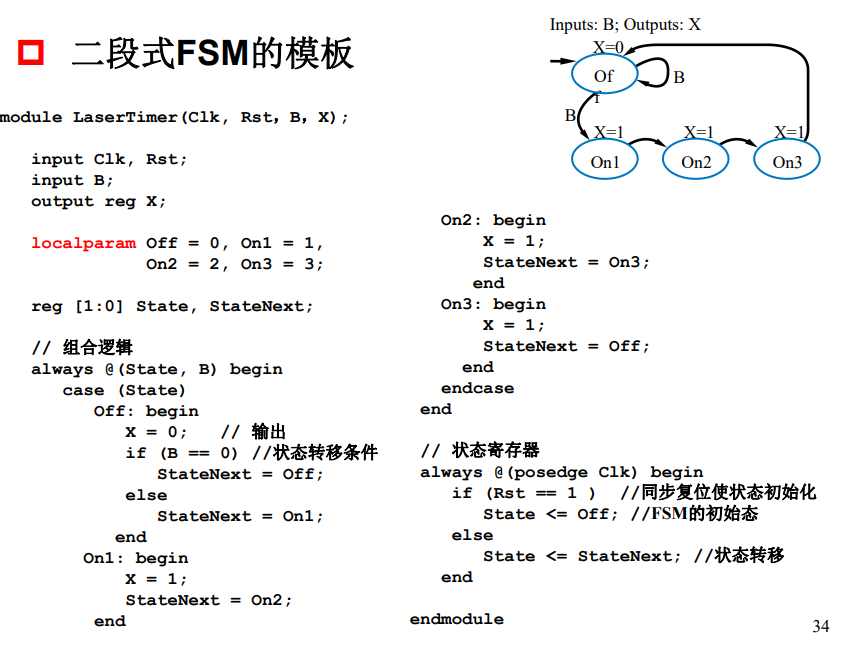 二段式FSM的模板
Inputs: B; Outputs: X
X=0
Of
f
B
B
X=1
X=1
X=1
On1
On2
On3
module LaserTimer(Clk, Rst, B, X);
input Clk, Rst;
input B;
output reg X;
localparam Off = 0, On1 = 1,
On2 = 2, On3 = 3;
reg [1:0] State, StateNext;
// 组合逻辑
always @(State, B) begin
case (State)
Off: begin
X = 0; // 输出
if (B == 0) //状态转移条件
StateNext = Off;
else
StateNext = On1;
end
On1: begin
X = 1;
StateNext = On2;
end
On2: begin
X = 1;
StateNext = On3;
end
On3: begin
X = 1;
StateNext = Off;
end
endcase
end
// 状态寄存器
always @(posedge Clk) begin
if (Rst == 1 ) //同步复位使状态初始化
State <= Off; //FSM的初始态
else
State <= StateNext; //状态转移
end
endmodule
34